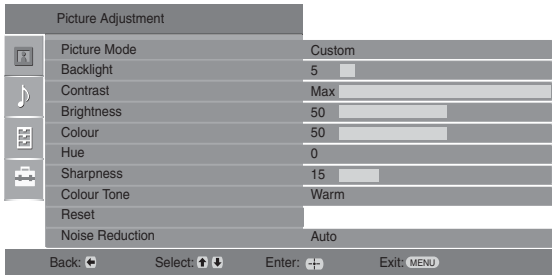 Picture Adjustment
Picture Mode Custom
Backlight 5
Contrast Max
Brightness 50
Colour 50
Hue 0
Sharpness 15
Colour Tone Warm
Reset
Noise Reduction Auto
Back: Select: Enter: Exit: MENU